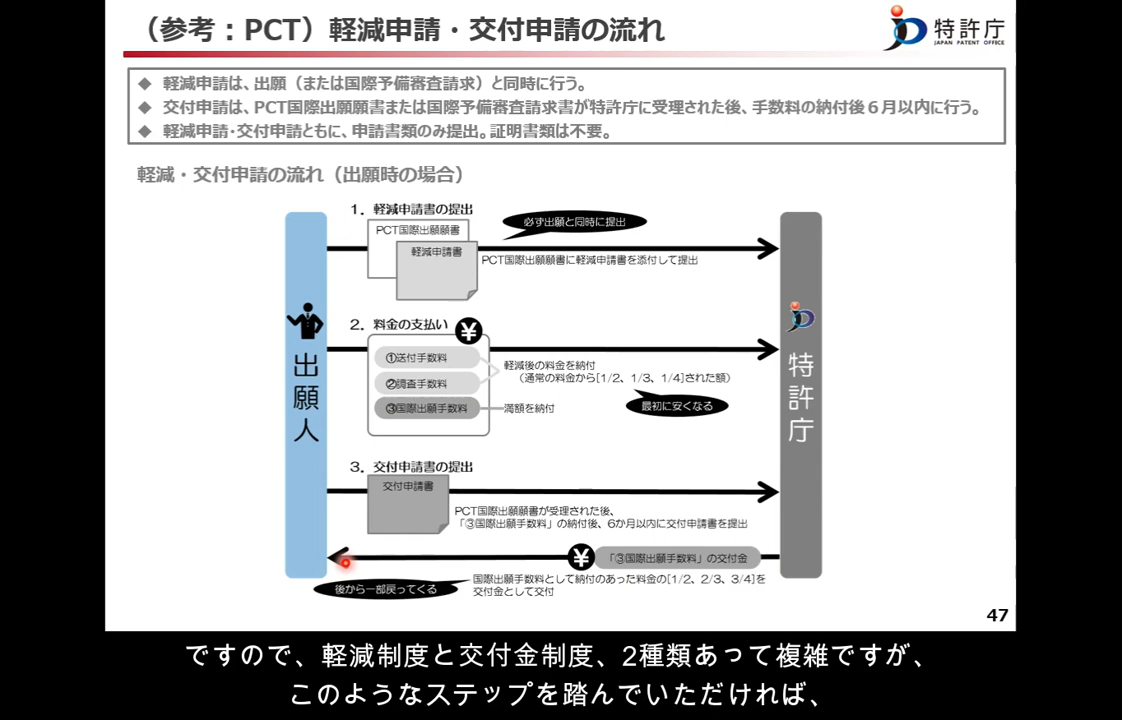 （参考：PCT）軽減申請・交付申請の流れ
特許庁
JAPAN PATENT OFFICE
◆ 軽減申請は、出願（または国際予備審査請求）と同時に行う。
◆ 交付申請は、PCT国際出願願書または国際予備審査請求書が特許庁に受理された後、手数料の納付後６月以内に行う。
◆ 軽減申請・交付申請ともに、申請書類のみ提出。証明書類は不要。
軽減・交付申請の流れ（出願時の場合）
出願人
特許庁
1．軽減申請書の提出
PCT国際出願願書
軽減申請書
必ず出願と同時に提出
PCT国際出願願書に軽減申請書を添付して提出
2．料金の支払い
¥
①送付手数料
②調査手数料
③国際出願手数料
軽減後の料金を納付
（通常の料金から[1/2、1/3、1/4]された額）
満額を納付
最初に安くなる
3．交付申請書の提出
交付申請書
PCT国際出願願書が受理された後、
「③国際出願手数料」の納付後、6か月以内に交付申請書を提出
¥
「③国際出願手数料」の交付金
後から一部戻ってくる
国際出願手数料として納付のあった料金の[1/2、2/3、3/4]を
交付金として交付
47
ですので、軽減制度と交付金制度、2種類あって複雑ですが、
このようなステップを踏んでいただければ、